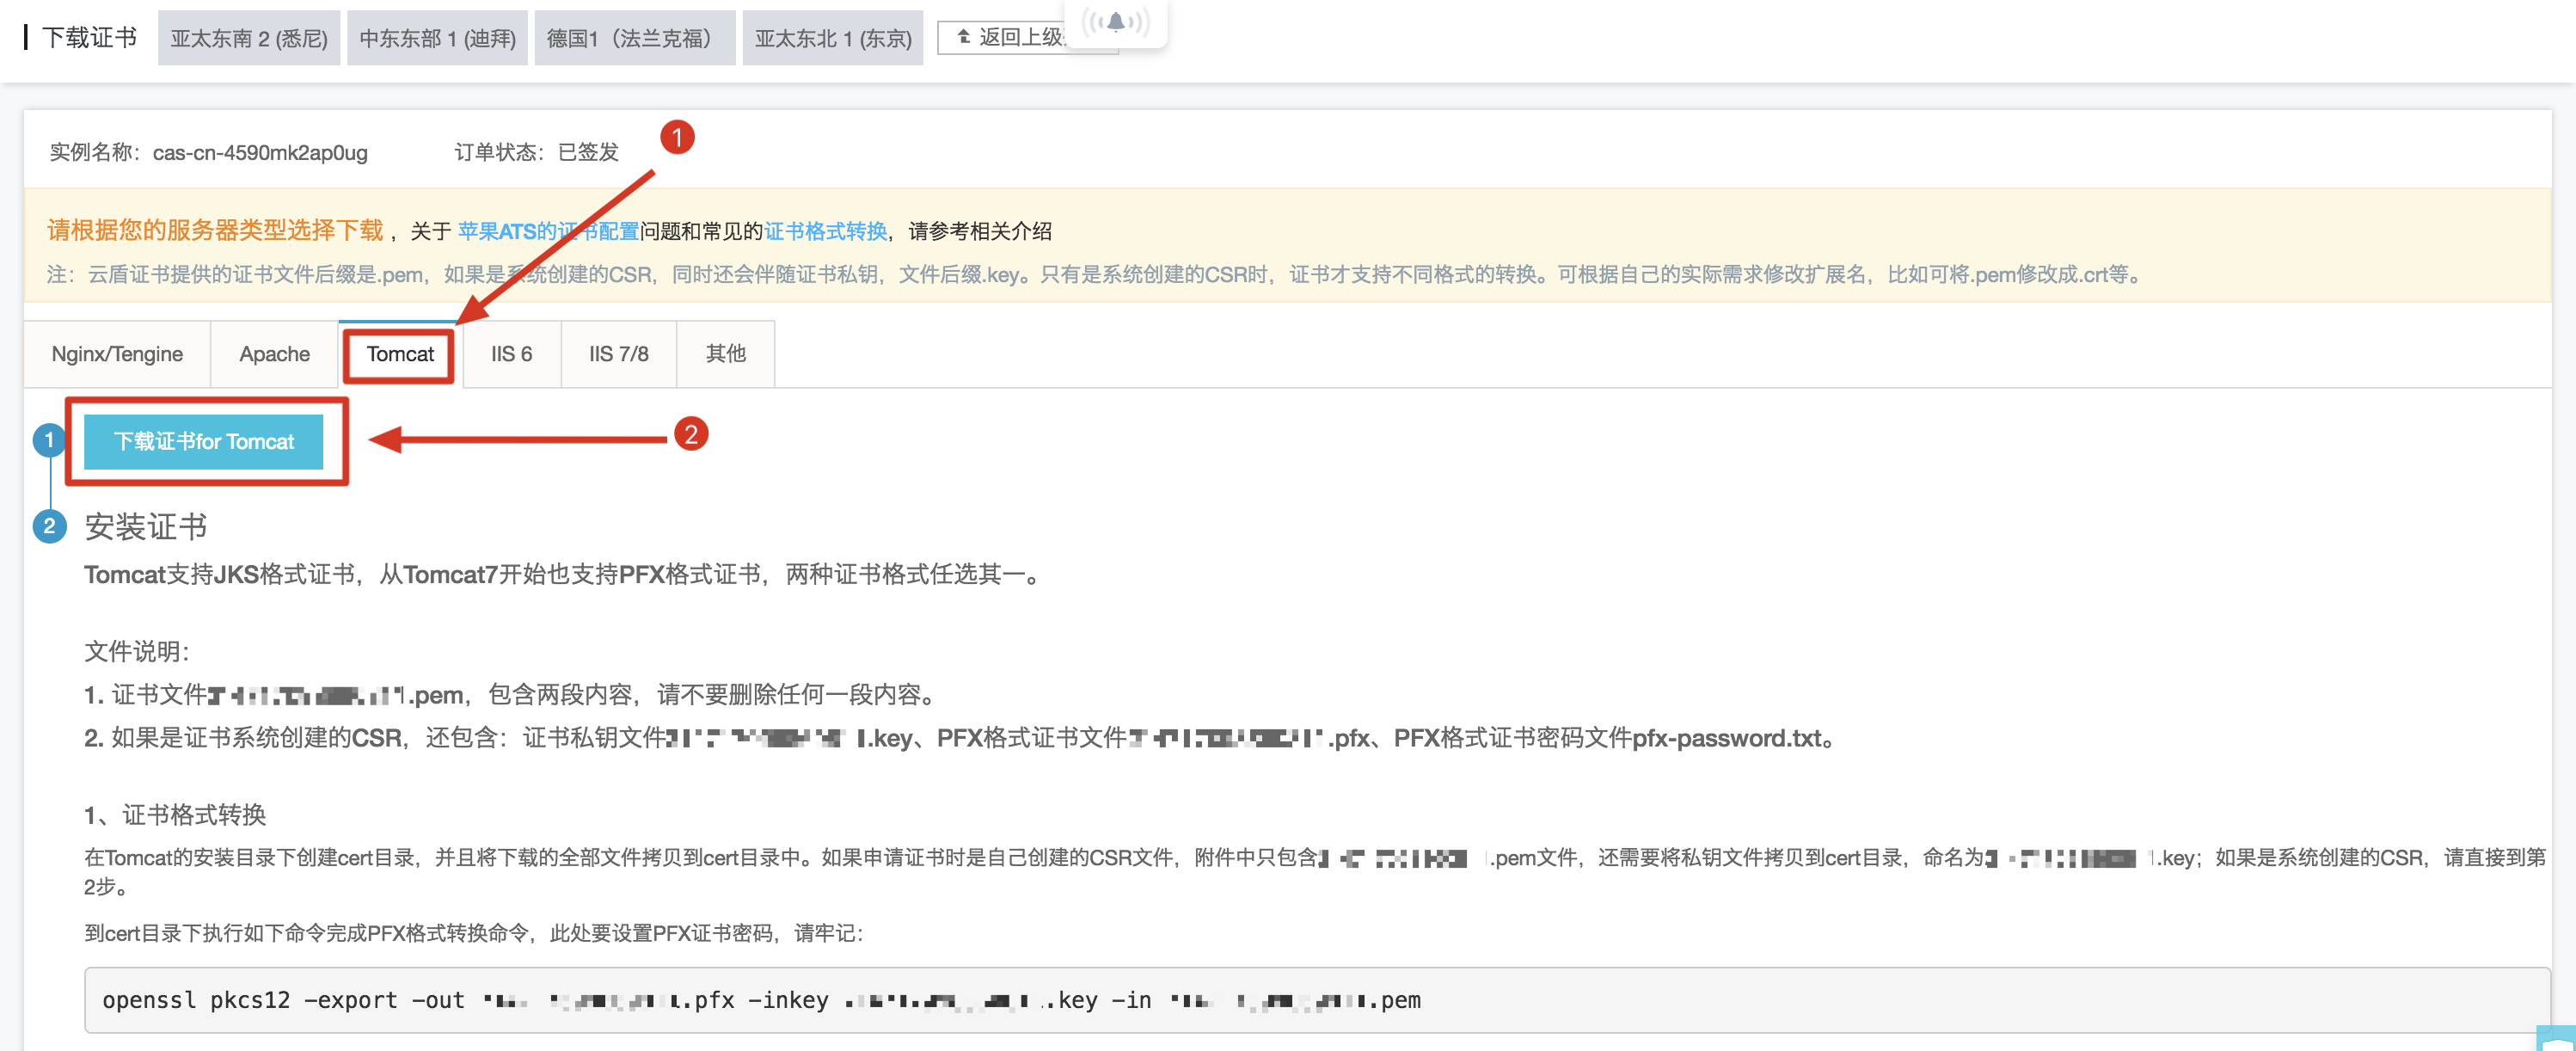 下载证书 亚太东南 2 (悉尼) 中东东部 1 (迪拜) 德国1（法兰克福） 亚太东北 1 (东京) 返回上级
实例名称：cas-cn-4590mk2ap0ug 订单状态：已签发
1
请根据您的服务器类型选择下载，关于 苹果ATS的证书配置问题和常见的证书格式转换，请参考相关介绍
注：云盾证书提供的证书文件后缀是.pem，如果是系统创建的CSR，同时还会伴随证书私钥，文件后缀.key。只有是系统创建的CSR时，证书才支持不同格式的转换。可根据自己的实际需求修改扩展名，比如可将.pem修改成.crt等。
Nginx/Tengine Apache Tomcat IIS 6 IIS 7/8 其他
1 下载证书for Tomcat 2
2 安装证书
Tomcat支持JKS格式证书，从Tomcat7开始也支持PFX格式证书，两种证书格式任选其一。
文件说明：
1. 证书文件.pem，包含两段内容，请不要删除任何一段内容。
2. 如果是证书系统创建的CSR，还包含：证书私钥文件.key、PFX格式证书文件.pfx、PFX格式证书密码文件pfx-password.txt。
1、证书格式转换
在Tomcat的安装目录下创建cert目录，并且将下载的全部文件拷贝到cert目录中。如果申请证书时是自己创建的CSR文件，附件中只包含.pem文件，还需要将私钥文件拷贝到cert目录，命名为.key；如果是系统创建的CSR，请直接到第
2步。
到cert目录下执行如下命令完成PFX格式转换命令，此处要设置PFX证书密码，请牢记：
openssl pkcs12 –export –out .pfx –inkey .key –in .pem